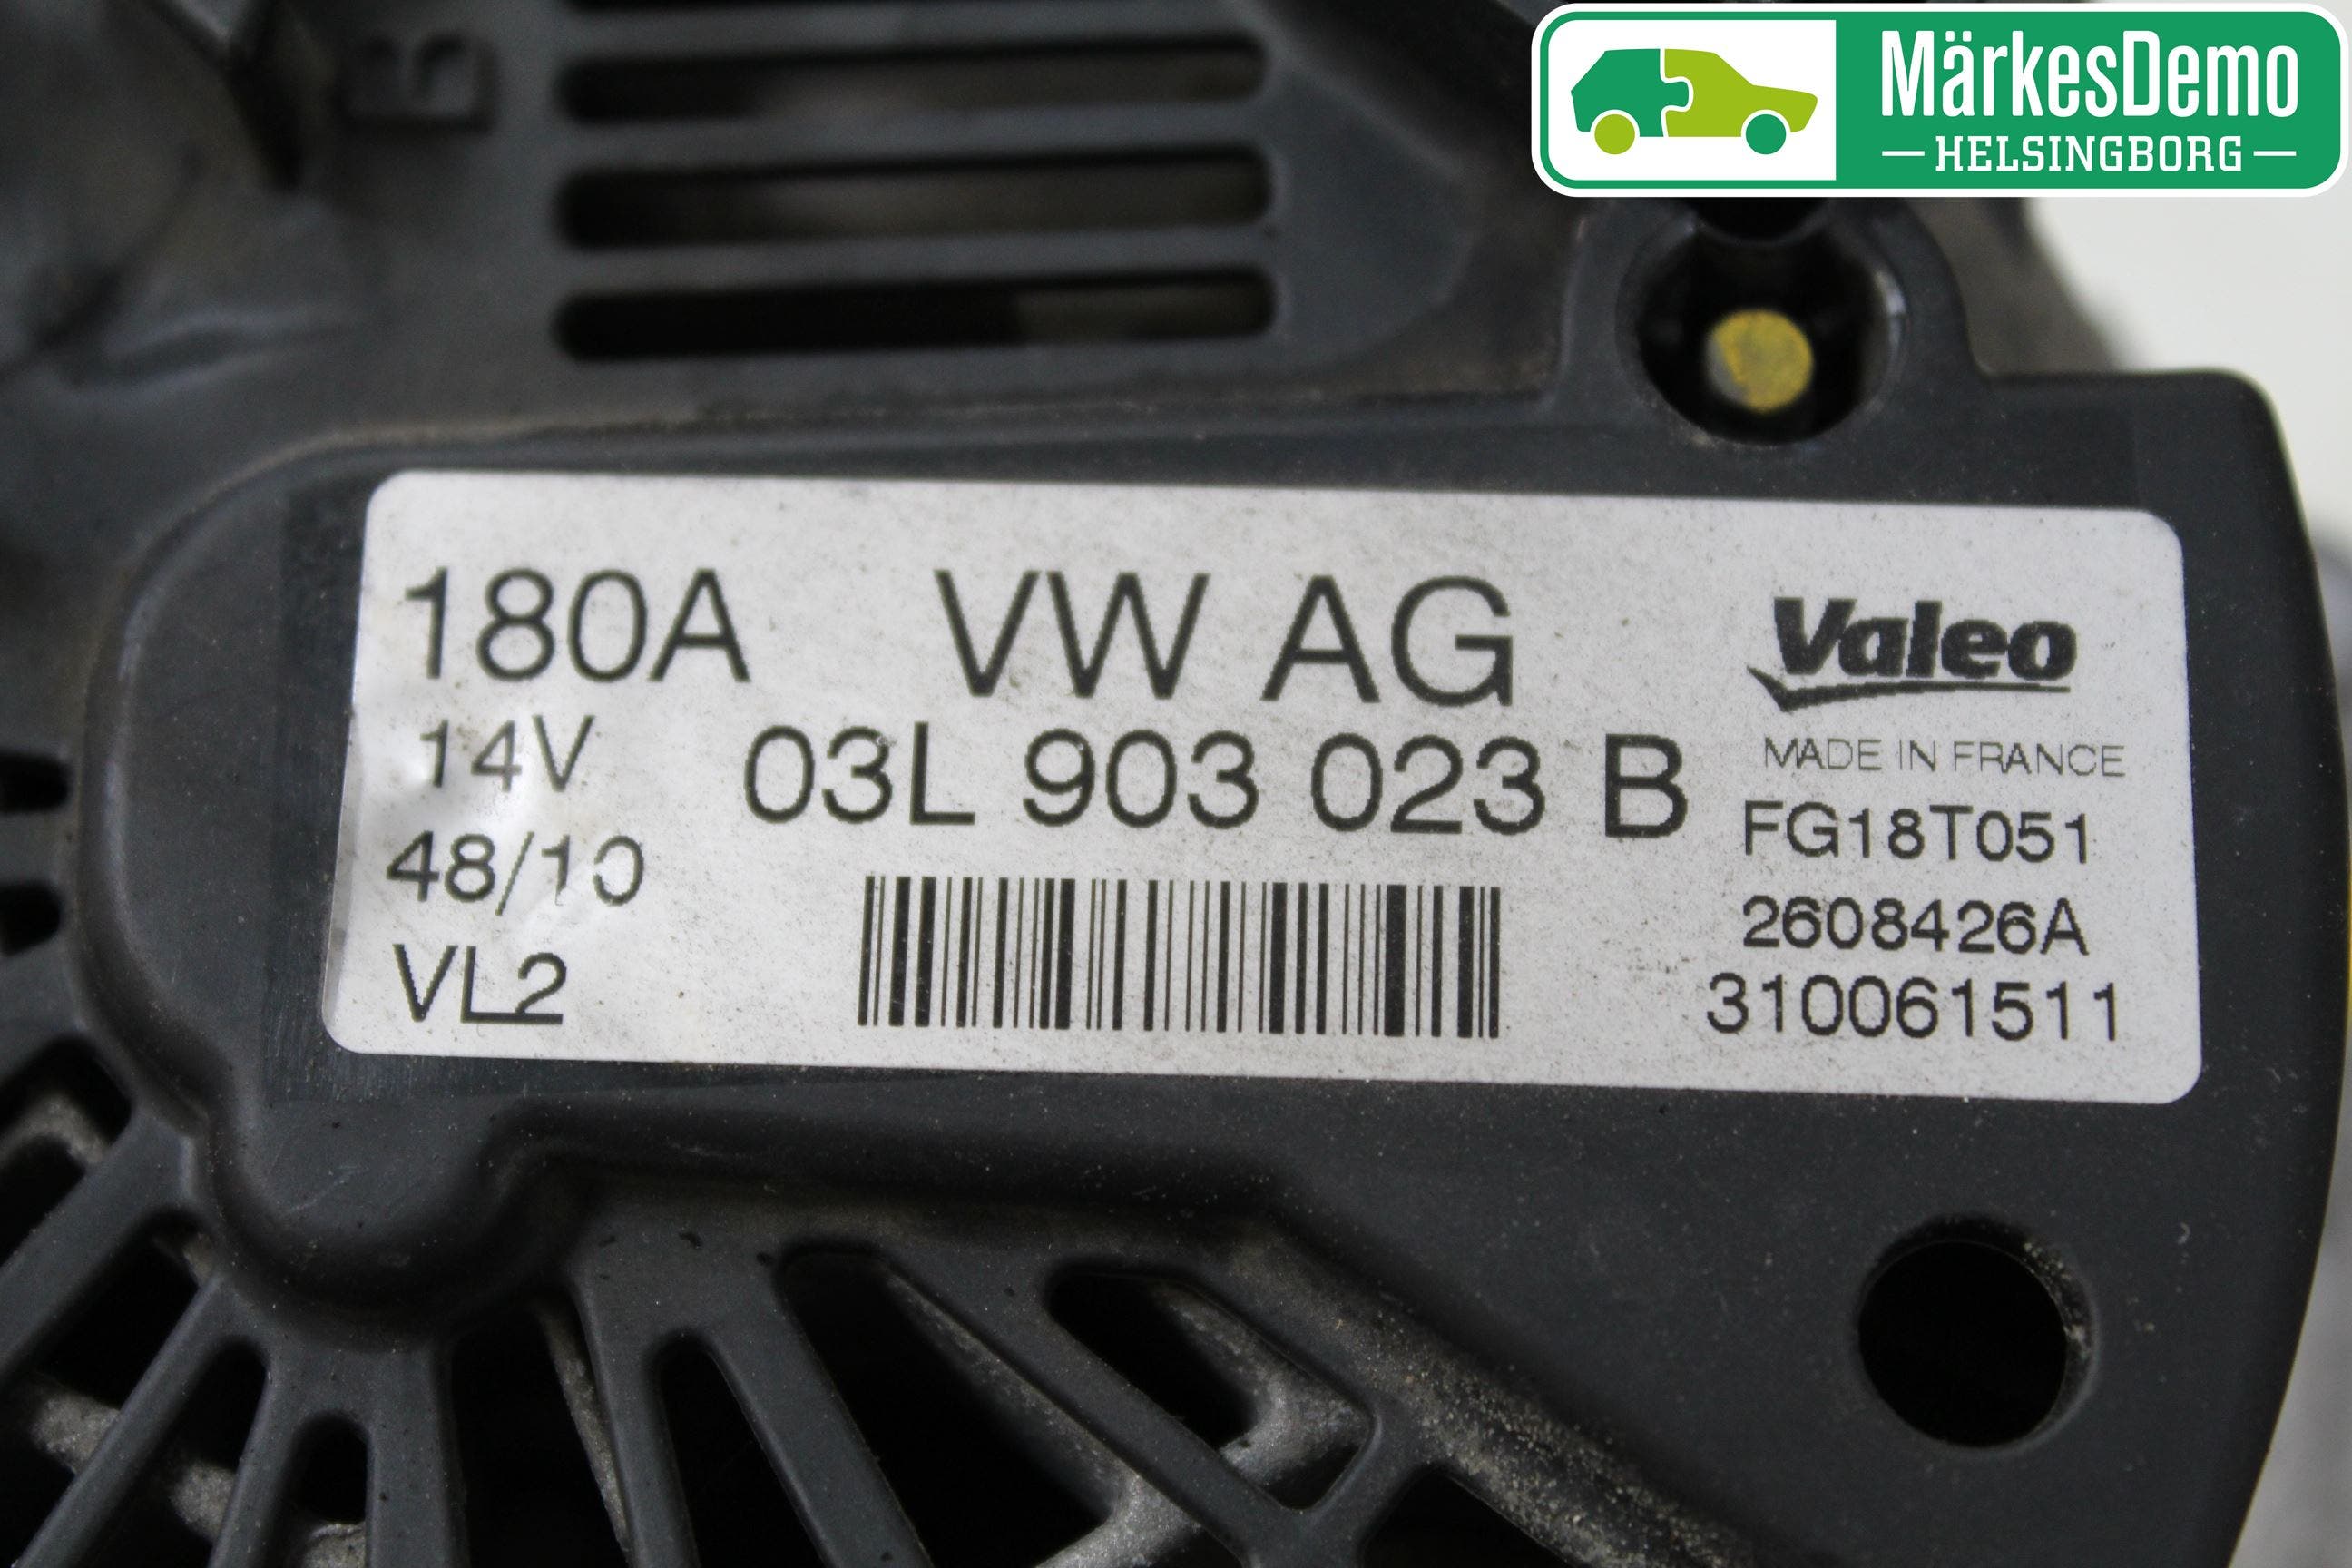 MärkesDemo
HELSINGBORG
B
180A
14V
48/10
VL2
VW AG
03L 903 023 B
Valeo
MADE IN FRANCE
FG18T051
2608426A
310061511